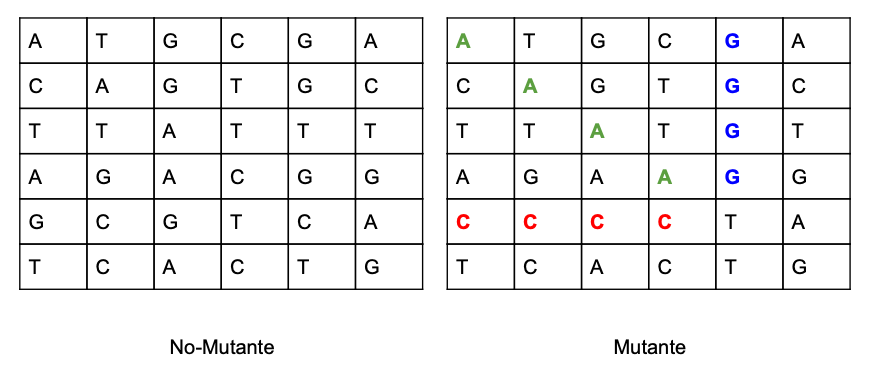 A T G C G A
C A G T G C
T T A T T T
A G A C G G
G C G T C A
T C A C T G
No-Mutante
A T G C G A
C A G T G C
T T A T G T
A G A A G G
C C C C T A
T C A C T G
Mutante